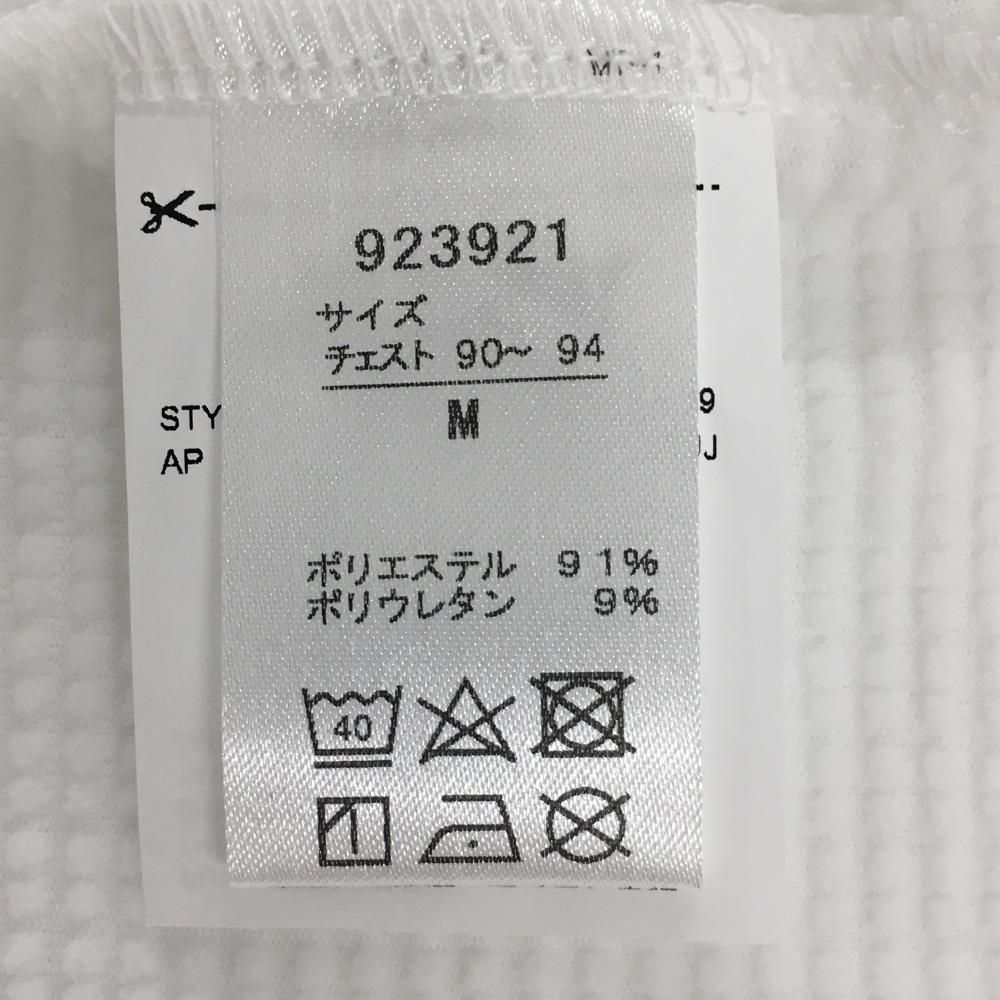 923921
サイズ
チェスト 90〜 94
M
STY
9
AP
J
ポリエステル 91%
ポリウレタン 9%
40